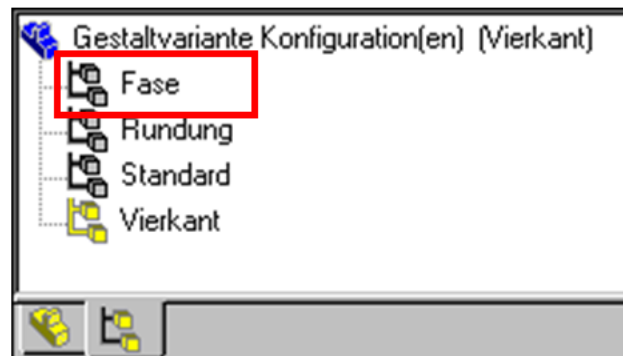 Gestaltvariante Konfiguration(en) (Vierkant)
Fase
Rundung
Standard
Vierkant